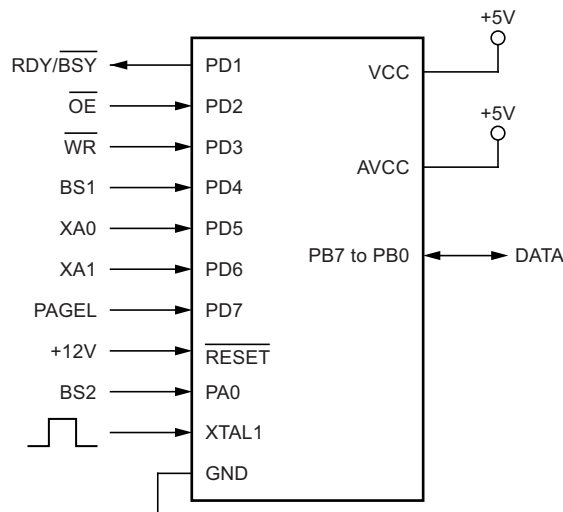 +5V
RDY/BSY PD1 VCC
OE PD2 +5V
WR PD3
BS1 PD4 AVCC
XA0 PD5
PB7 to PB0 DATA
XA1 PD6
PAGEL PD7
+12V RESET
BS2 PA0
XTAL1
GND